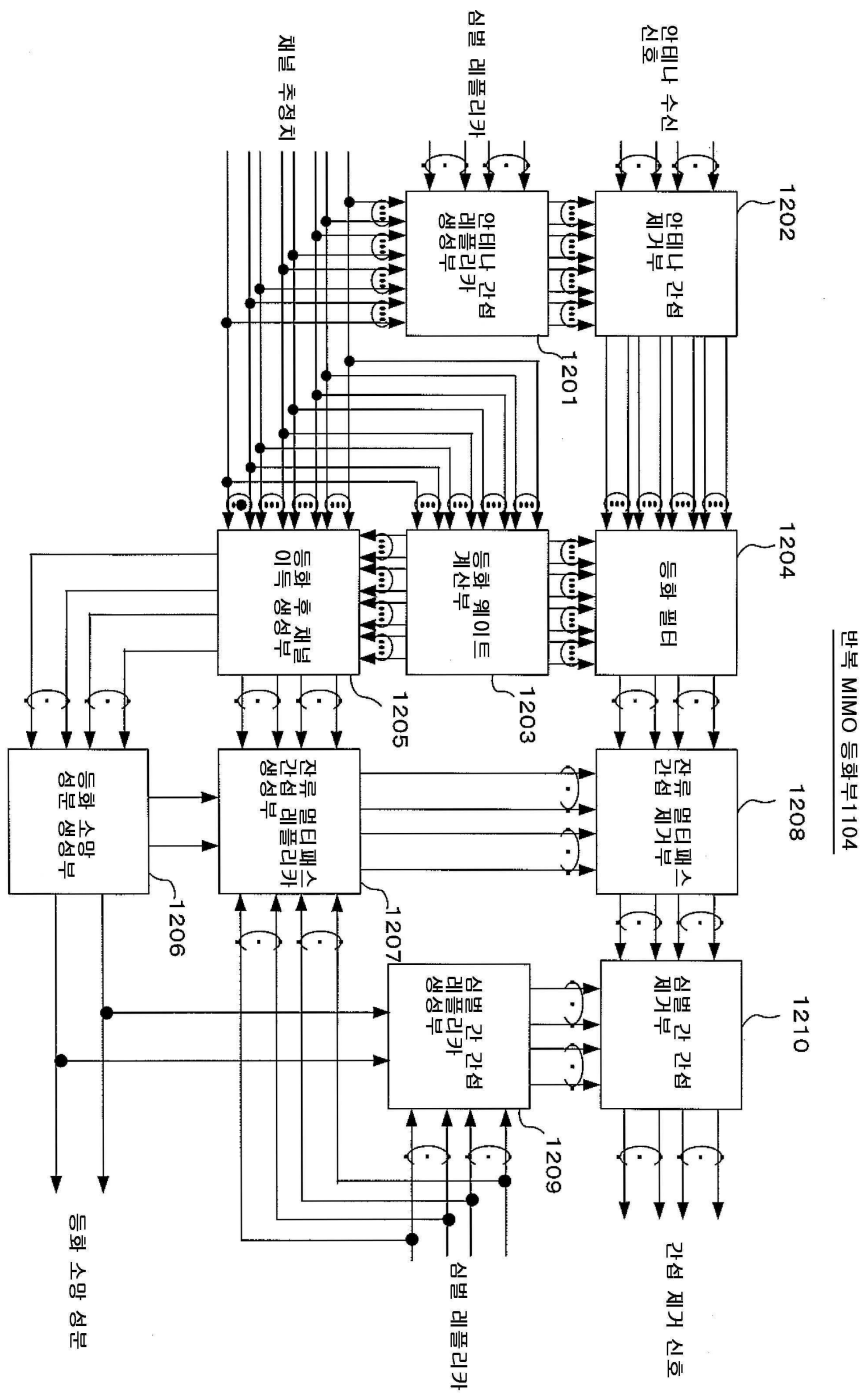 반복 MIMO 등화부1104
1202
1204
1208
1210
안테나 수신
신호
안테나 간섭
제거부
등화 필터
잔류 멀티패스
간섭 제거부
심벌 간 간섭
제거부
간섭 제거 신호
심벌 레플리카
안테나 간섭
레플리카
생성부
1201
등화 웨이트
계산부
1203
심벌 간 간섭
레플리카
생성부
1209
심벌 레플리카
채널 추정치
등화 후 채널
이득 생성부
1205
잔류 멀티패스
간섭 레플리카
생성부
1207
등화 소망
성분 생성부
1206
등화 소망 성분